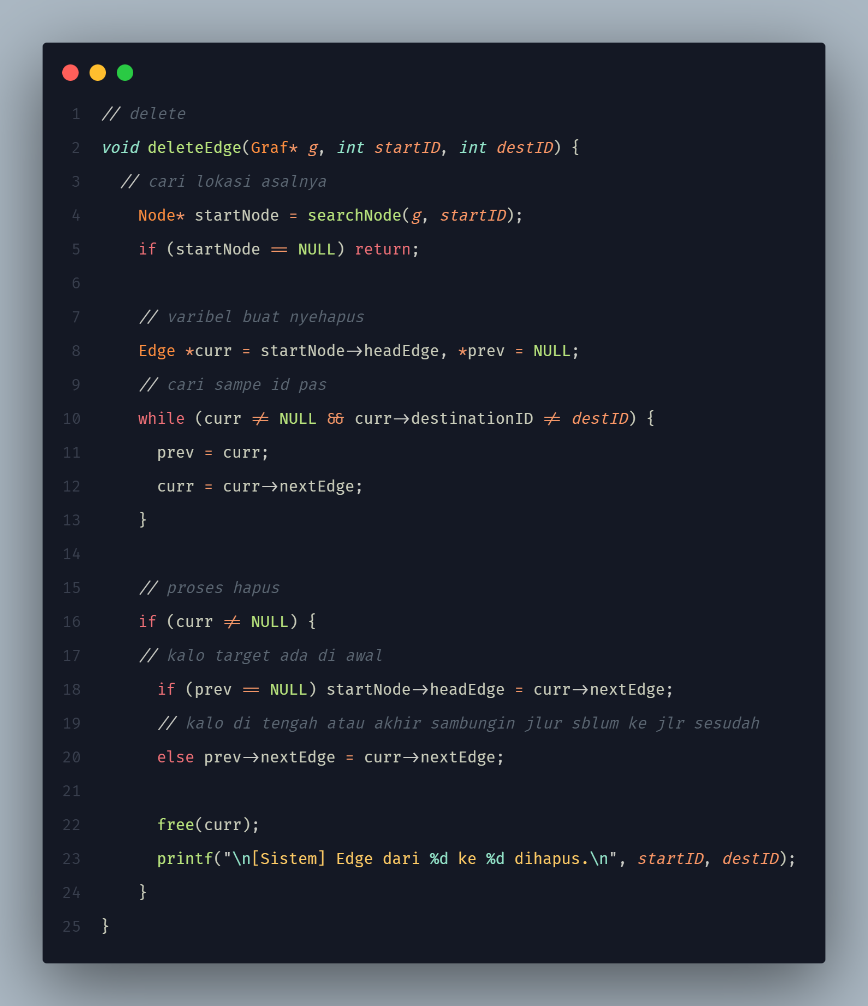 1 // delete
2 void deleteEdge(Graf* g, int startID, int destID) {
3   // cari lokasi asalnya
4     Node* startNode = searchNode(g, startID);
5     if (startNode == NULL) return;
6
7     // varibel buat nyehapus
8     Edge *curr = startNode->headEdge, *prev = NULL;
9     // cari sampe id pas
10     while (curr != NULL && curr->destinationID != destID) {
11       prev = curr;
12       curr = curr->nextEdge;
13     }
14
15     // proses hapus
16     if (curr != NULL) {
17     // kalo target ada di awal
18       if (prev == NULL) startNode->headEdge = curr->nextEdge;
19       // kalo di tengah atau akhir sambungin jlur sblum ke jlr sesudah
20       else prev->nextEdge = curr->nextEdge;
21
22       free(curr);
23       printf("\n[Sistem] Edge dari %d ke %d dihapus.\n", startID, destID);
24     }
25 }